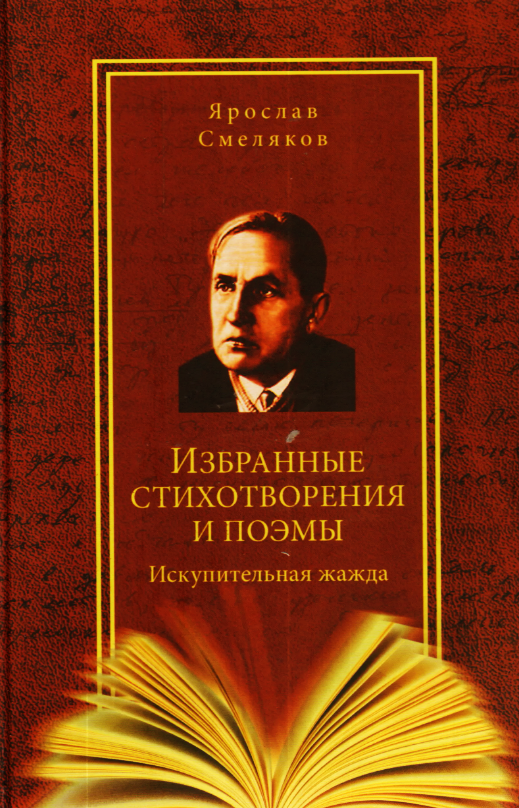 Ярослав
Смеляков
Избранные
стихотворения
и поэмы
Искупительная жажда